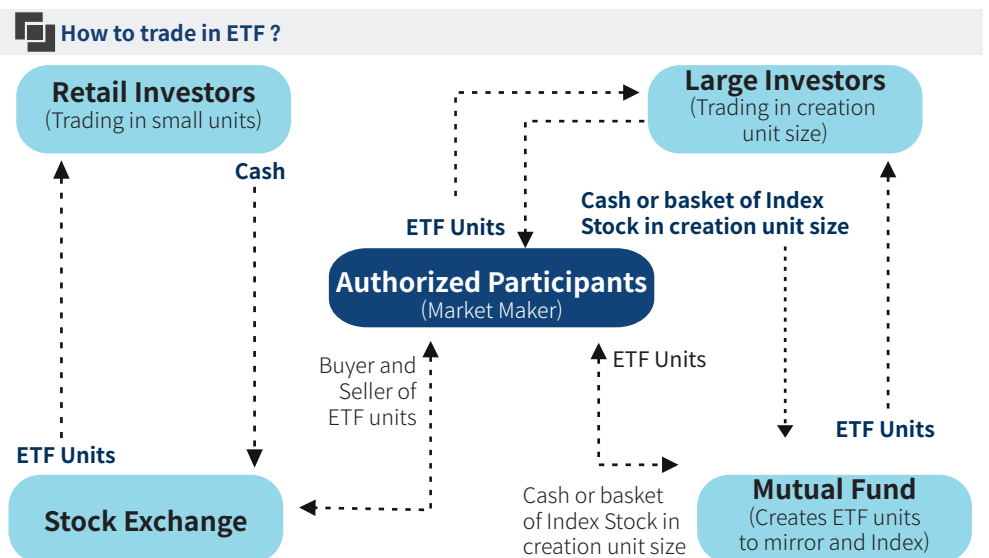 How to trade in ETF ?
Retail Investors
(Trading in small units)
Large Investors
(Trading in creation
unit size)
Cash
Cash or basket of Index
Stock in creation unit size
ETF Units
Authorized Participants
(Market Maker)
Buyer and
Seller of
ETF units
ETF Units
ETF Units
ETF Units
Stock Exchange
Cash or basket
of Index Stock in
creation unit size
Mutual Fund
(Creates ETF units
to mirror and Index)